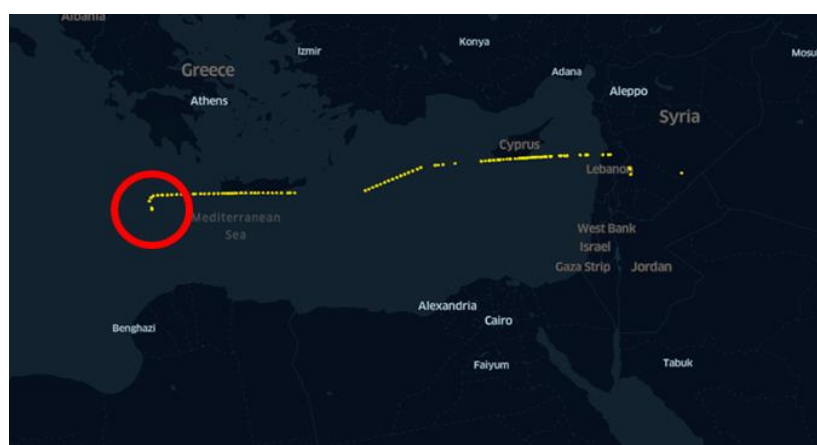 Albania
Izmir
Konya
Mosu
Greece
Adana
Athens
Aleppo
Syria
Cyprus
Lebanon
Mediterranean
Sea
West Bank
Israel
Gaza Strip
Jordan
Alexandria
Cairo
Benghazi
Faiyum
Tabuk